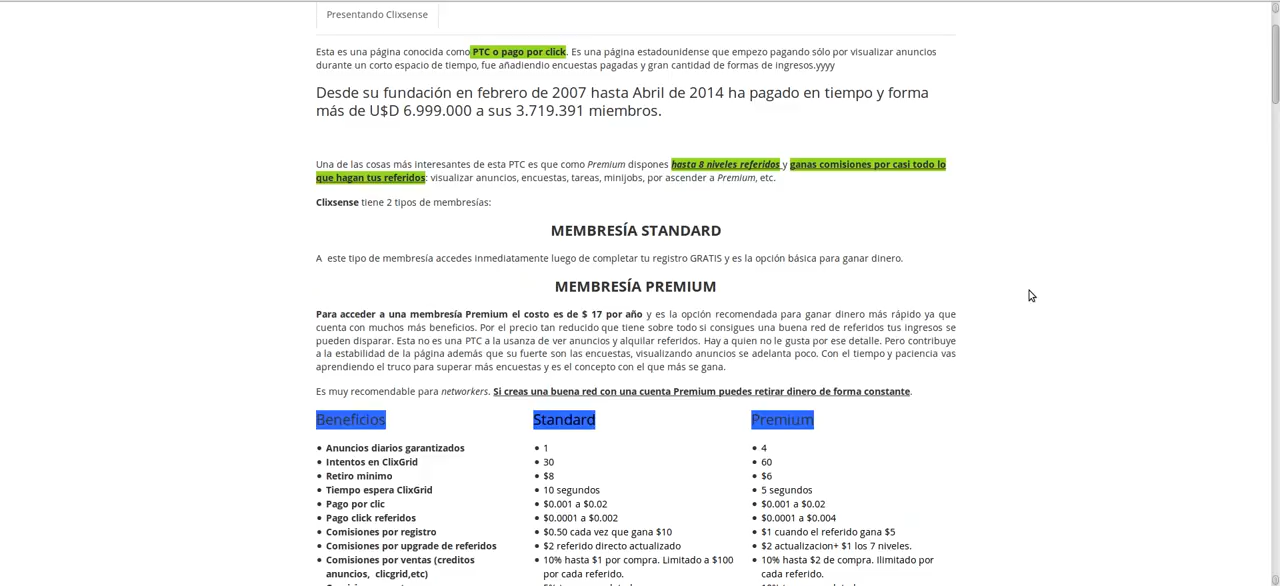 Presentando Clixsense
Esta es una página conocida como PTC o pago por click. Es una página estadounidense que empezo pagando sólo por visualizar anuncios
durante un corto espacio de tiempo, fue añadiendio encuestas pagadas y gran cantidad de formas de ingresos.yyyy
Desde su fundación en febrero de 2007 hasta Abril de 2014 ha pagado en tiempo y forma
más de U$D 6.999.000 a sus 3.719.391 miembros.
Una de las cosas más interesantes de esta PTC es que como Premium dispones hasta 8 niveles referidos y ganas comisiones por casi todo lo
que hagan tus referidos: visualizar anuncios, encuestas, tareas, minijobs, por ascender a Premium, etc.
Clixsense tiene 2 tipos de membresías:
MEMBRESÍA STANDARD
A este tipo de membresía accedes inmediatamente luego de completar tu registro GRATIS y es la opción básica para ganar dinero.
MEMBRESÍA PREMIUM
Para acceder a una membresía Premium el costo es de $ 17 por año y es la opción recomendada para ganar dinero más rápido ya que
cuenta con muchos más beneficios. Por el precio tan reducido que tiene sobre todo si consigues una buena red de referidos tus ingresos se
pueden disparar. Esta no es una PTC a la usanza de ver anuncios y alquilar referidos. Hay a quien no le gusta por ese detalle. Pero contribuye
a la estabilidad de la página además que su fuerte son las encuestas, visualizando anuncios se adelanta poco. Con el tiempo y paciencia vas
aprendiendo el truco para superar más encuestas y es el concepto con el que más se gana.
Es muy recomendable para networkers. Si creas una buena red con una cuenta Premium puedes retirar dinero de forma constante.
Beneficios Standard Premium
• Anuncios diarios garantizados • 1 • 4
• Intentos en ClixGrid • 30 • 60
• Retiro minimo • $8 • $6
• Tiempo espera ClixGrid • 10 segundos • 5 segundos
• Pago por clic • $0.001 a $0.02 • $0.001 a $0.02
• Pago click referidos • $0.0001 a $0.002 • $0.0001 a $0.004
• Comisiones por registro • $0.50 cada vez que gana $10 • $1 cuando el referido gana $5
• Comisiones por upgrade de referidos • $2 referido directo actualizado • $2 actualizacion+ $1 los 7 niveles.
• Comisiones por ventas (creditos • 10% hasta $1 por compra. Limitado a $100 • 10% hasta $2 de compra. Ilimitado por
anuncios, clicgrid,etc) por cada referido. cada referido.